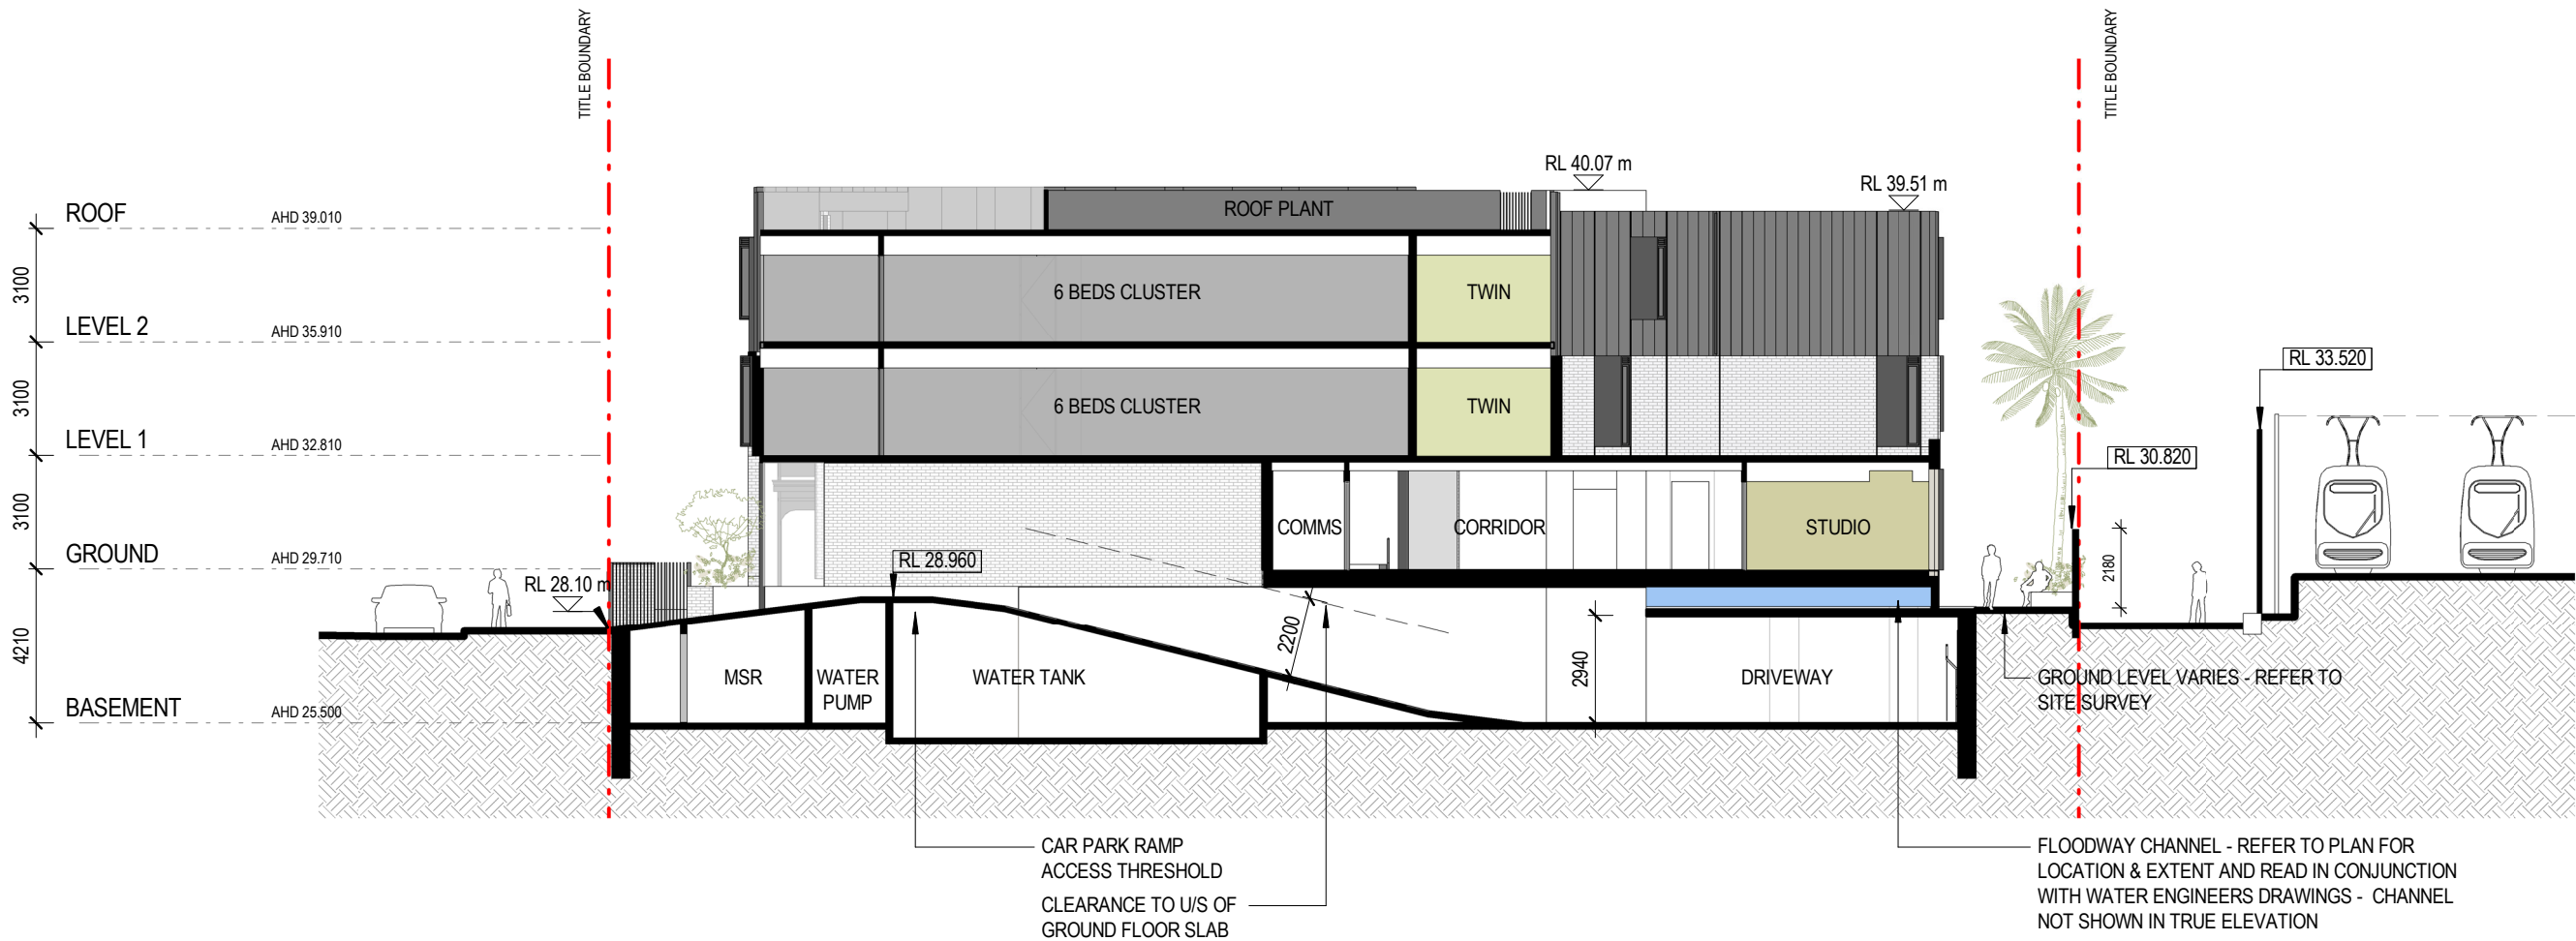 TITLE BOUNDARY
TITLE BOUNDARY
RL 40.07 m
RL 39.51 m
ROOF
AHD 39.010
ROOF PLANT
3100
6 BEDS CLUSTER
TWIN
LEVEL 2
AHD 35.910
RL 33.520
3100
6 BEDS CLUSTER
TWIN
LEVEL 1
AHD 32.810
RL 30.820
3100
COMMS
CORRIDOR
STUDIO
GROUND
AHD 29.710
RL 28.960
RL 28.10 m
2180
4210
2200
2940
MSR
WATER
PUMP
WATER TANK
DRIVEWAY
GROUND LEVEL VARIES - REFER TO
SITE SURVEY
BASEMENT
AHD 25.500
CAR PARK RAMP
ACCESS THRESHOLD
CLEARANCE TO U/S OF
GROUND FLOOR SLAB
FLOODWAY CHANNEL - REFER TO PLAN FOR
LOCATION & EXTENT AND READ IN CONJUNCTION
WITH WATER ENGINEERS DRAWINGS - CHANNEL
NOT SHOWN IN TRUE ELEVATION